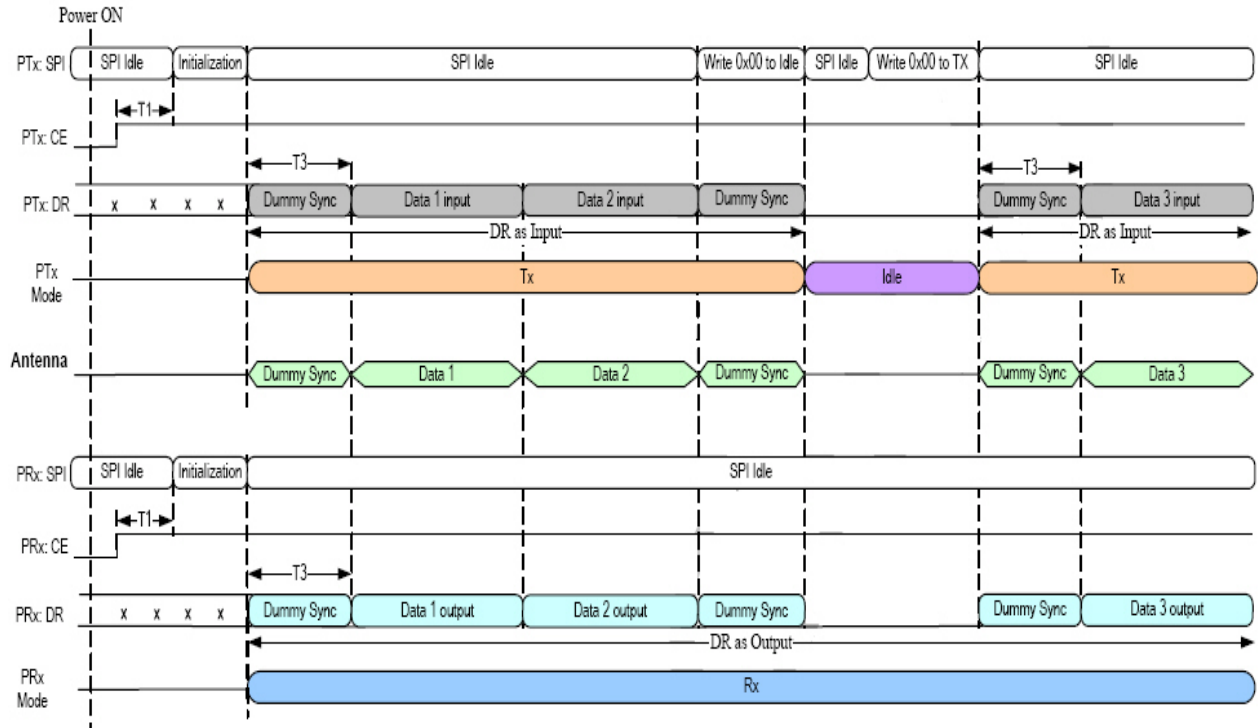 Power ON
PTx: SPI SPI Idle Initialization SPI Idle Write 0x00 to Idle SPI Idle Write 0x00 to TX SPI Idle
T1
PTx: CE
T3 T3
PTx: DR x x x x Dummy Sync Data 1 input Data 2 input Dummy Sync Dummy Sync Data 3 input
DR as Input DR as Input
PTx
Mode Tx Idle Tx
Antenna Dummy Sync Data 1 Data 2 Dummy Sync Dummy Sync Data 3
PRx: SPI SPI Idle Initialization SPI Idle
T1
PRx: CE
T3
PRx: DR x x x x Dummy Sync Data 1 output Data 2 output Dummy Sync Dummy Sync Data 3 output
DR as Output
PRx
Mode Rx